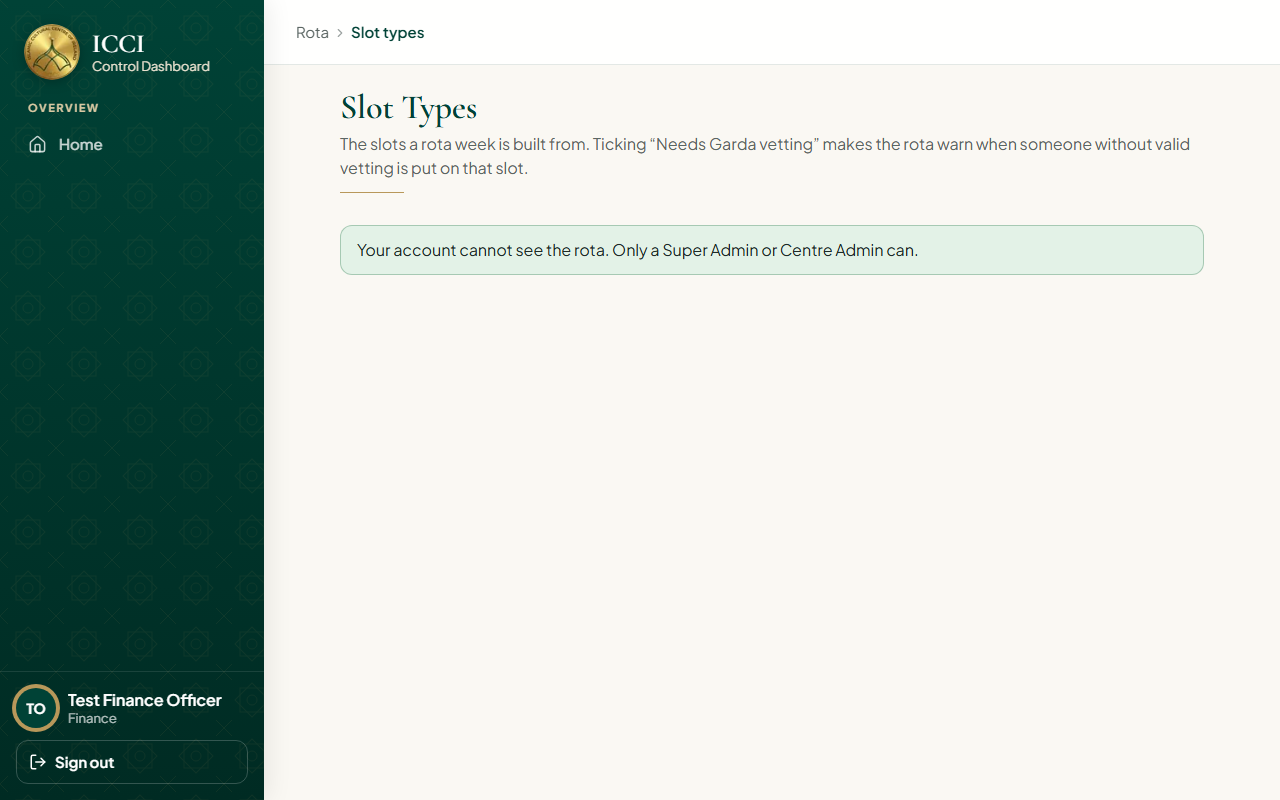 ICCI
Control Dashboard
OVERVIEW
Home
Test Finance Officer
TO
Finance
Sign out
Rota > Slot types
Slot Types
The slots a rota week is built from. Ticking “Needs Garda vetting” makes the rota warn when someone without valid
vetting is put on that slot.
Your account cannot see the rota. Only a Super Admin or Centre Admin can.